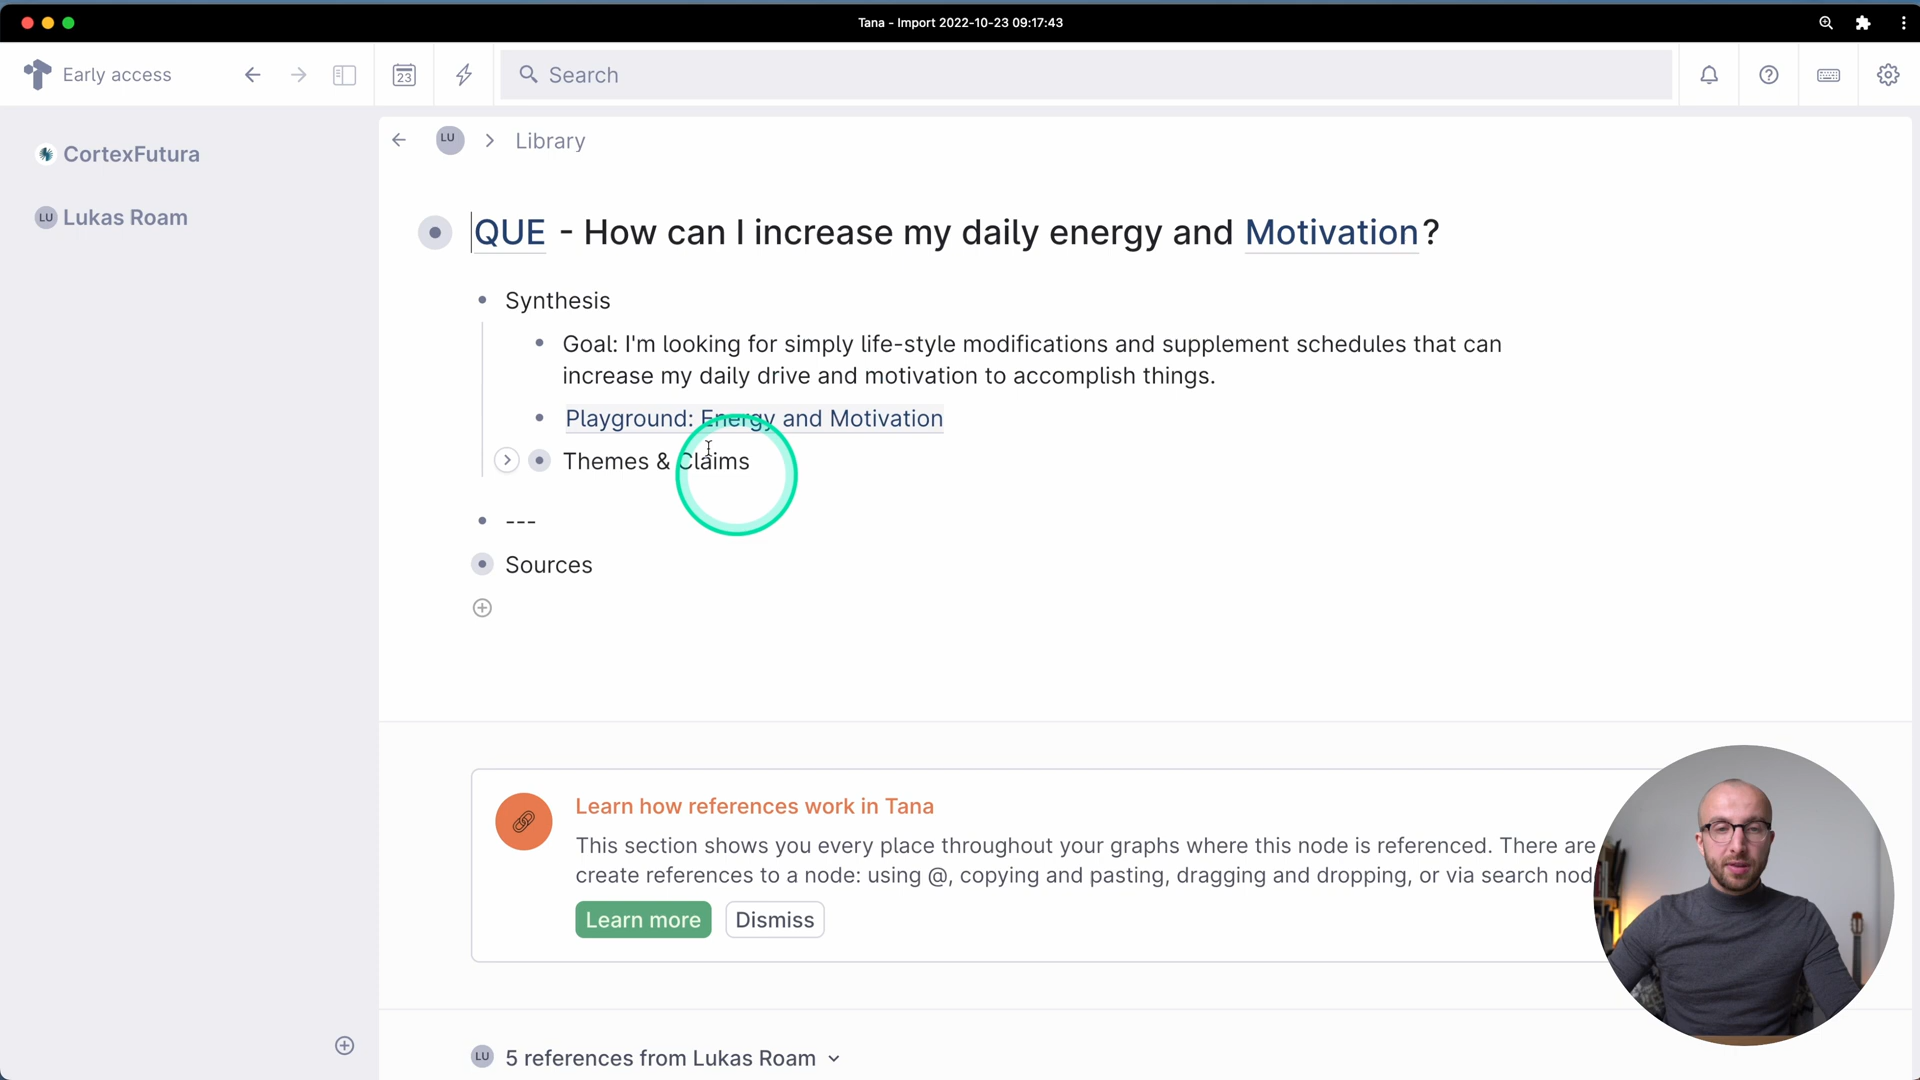 Tana - Import 2022-10-23 09:17:43
Early access
23
Search
CortexFutura
LU Lukas Roam
LU > Library
QUE - How can I increase my daily energy and Motivation?
Synthesis
Goal: I'm looking for simply life-style modifications and supplement schedules that can
increase my daily drive and motivation to accomplish things.
Playground: Energy and Motivation
Themes & Claims
---
Sources
Learn how references work in Tana
This section shows you every place throughout your graphs where this node is referenced. There are
create references to a node: using @, copying and pasting, dragging and dropping, or via search nod
Learn more
Dismiss
LU 5 references from Lukas Roam